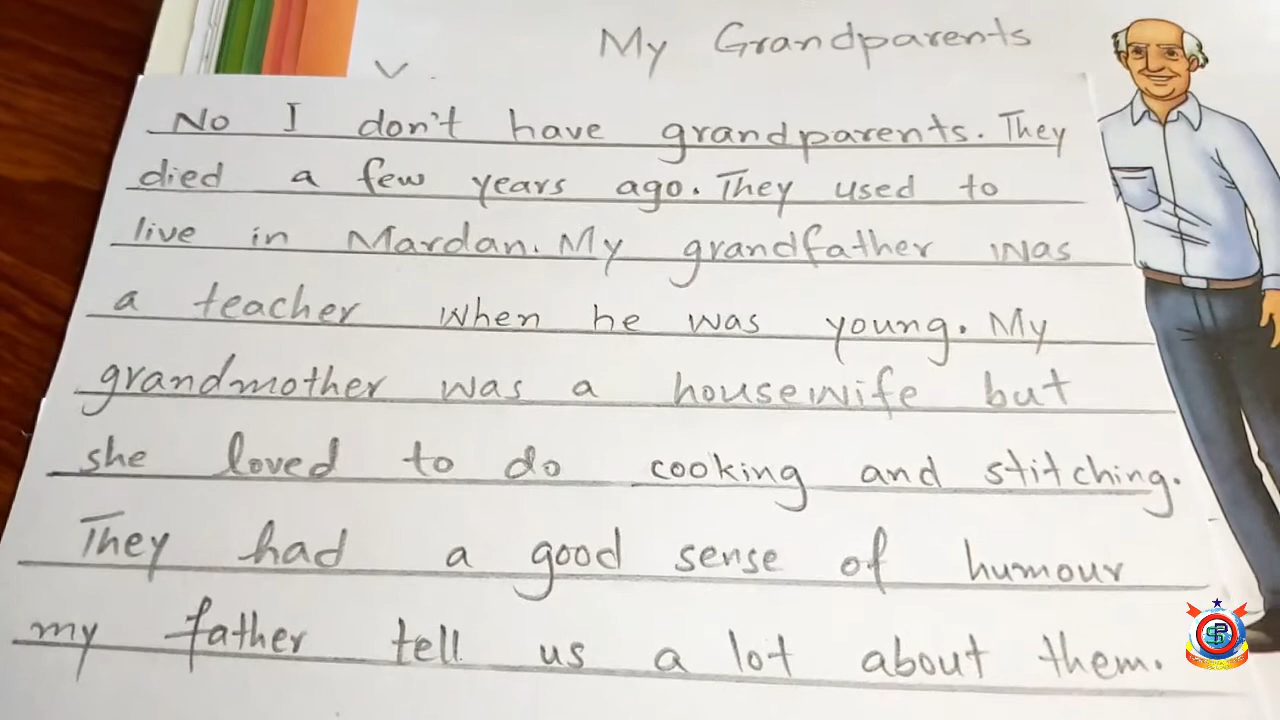 My Grandparents
No I don't have grandparents. They
died a few years ago. They used to
live in Mardan. My grandfather was
a teacher when he was young. My
grandmother was a housewife but
she loved to do cooking and stitching.
They had a good sense of humour
my father tell us a lot about them.